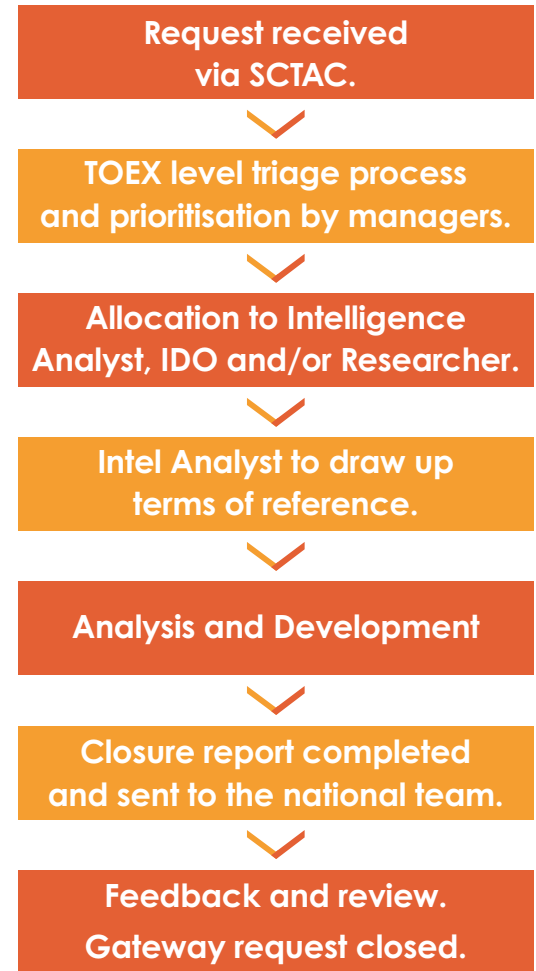 Request received
via SCTAC.
TOEX level triage process
and prioritisation by managers.
Allocation to Intelligence
Analyst, IDO and/or Researcher.
Intel Analyst to draw up
terms of reference.
Analysis and Development
Closure report completed
and sent to the national team.
Feedback and review.
Gateway request closed.